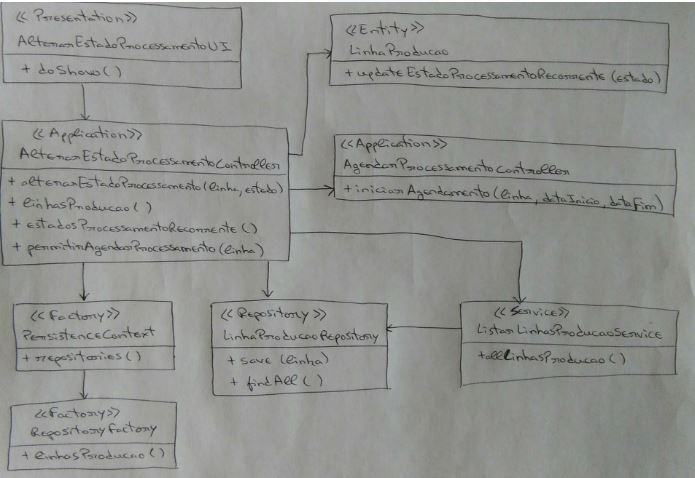 <<Presentation>>
AlterarEstadoProcessamentoUI
+ doShow()
<<Entity>>
LinhaProducao
+ updateEstadoProcessamentoRecorrente (estado)
<<Application>>
AlterarEstadoProcessamentoController
+ alterarEstadoProcessamento(linha, estado)
+ linhasProducao()
+ estadosProcessamentoRecorrente()
+ permitirAgendarProcessamento(linha)
<<Application>>
AgendarProcessamentoController
+ iniciarAgendamento(linha, dataInicio, dataFim)
<<Factory>>
PersistenceContext
+ repositories()
<<Repository>>
LinhaProducaoRepository
+ save (linha)
+ findAll()
<<Service>>
ListarLinhasProducaoService
+allLinhasProducao()
<<Factory>>
RepositoryFactory
+ linhasProducao()